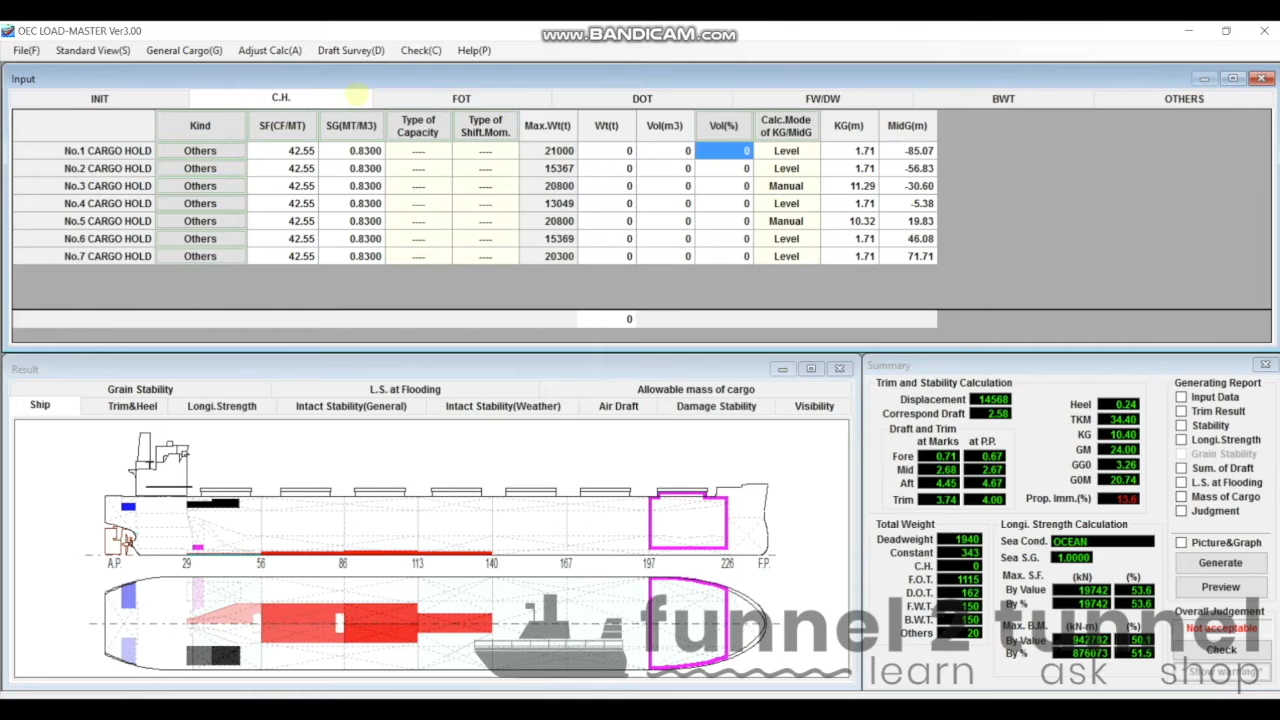 OEC LOAD-MASTER Ver3.00
www.BANDICAM.com
File(F) Standard View(S) General Cargo(G) Adjust Calc(A) Draft Survey(D) Check(C) Help(P)
Input
INIT C.H. FOT DOT FW/DW BWT OTHERS
Kind SF(CF/MT) SG(MT/M3) Type of Capacity Type of Shift.Mom. Max.Wt(t) Wt(t) Vol(m3) Vol(%) Calc.Mode of KG/MidG KG(m) MidG(m)
No.1 CARGO HOLD Others 42.55 0.8300 ---- ---- 21000 0 0 0 Level 1.71 -85.07
No.2 CARGO HOLD Others 42.55 0.8300 ---- ---- 15367 0 0 0 Level 1.71 -56.83
No.3 CARGO HOLD Others 42.55 0.8300 ---- ---- 20800 0 0 0 Manual 11.29 -30.60
No.4 CARGO HOLD Others 42.55 0.8300 ---- ---- 13049 0 0 0 Level 1.71 -5.38
No.5 CARGO HOLD Others 42.55 0.8300 ---- ---- 20800 0 0 0 Manual 10.32 19.83
No.6 CARGO HOLD Others 42.55 0.8300 ---- ---- 15369 0 0 0 Level 1.71 46.08
No.7 CARGO HOLD Others 42.55 0.8300 ---- ---- 20300 0 0 0 Level 1.71 71.71
0
Result
Grain Stability L.S. at Flooding Allowable mass of cargo
Ship Trim&Heel Longi.Strength Intact Stability(General) Intact Stability(Weather) Air Draft Damage Stability Visibility
A.P. 29 56 86 113 140 167 197 226 F.P.
Summary
Trim and Stability Calculation
Displacement 14568
Correspond Draft 2.58
Draft and Trim
at Marks at P.P.
Fore 0.71 0.67
Mid 2.68 2.67
Aft 4.45 4.67
Trim 3.74 4.00
Heel 0.24
TKM 34.40
KG 10.40
GM 24.00
GG0 3.26
G0M 20.74
Prop. Imm.(%) 13.6
Total Weight
Deadweight 1940
Constant 343
C.H. 0
F.O.T. 1115
D.O.T. 162
F.W.T. 150
B.W.T. 150
Others 20
Longi. Strength Calculation
Sea Cond. OCEAN
Sea S.G. 1.0000
Max. S.F. (kN) (%)
By Value 19742 53.6
By % 19742 53.6
Max. B.M. (kN-m) (%)
By Value 942782 50.1
By % 876073 51.5
Generating Report
Input Data
Trim Result
Stability
Longi.Strength
Grain Stability
Sum. of Draft
L.S. at Flooding
Mass of Cargo
Judgment
Picture&Graph
Generate
Preview
Overall Judgement
Not acceptable
Check
Show warning
funnel 2 tunnel
learn ask shop